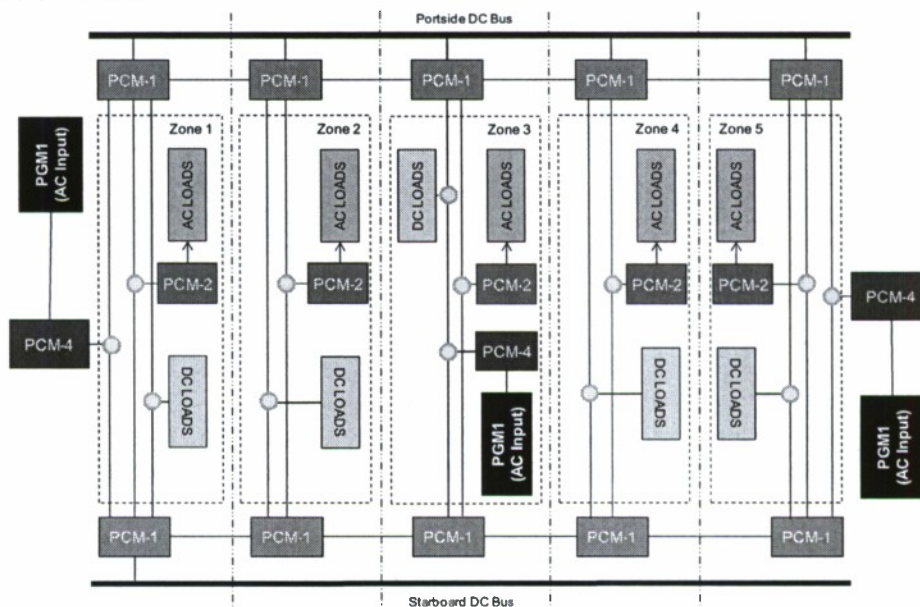 Portside DC Bus
PCM-1
PCM-1
PCM-1
PCM-1
PCM-1
Zone 1
Zone 2
Zone 3
Zone 4
Zone 5
PGM1
(AC Input)
AC LOADS
AC LOADS
DC LOADS
AC LOADS
AC LOADS
AC LOADS
PCM-2
PCM-2
PCM-2
PCM-2
PCM-2
PCM-4
PCM-4
PCM-4
DC LOADS
DC LOADS
DC LOADS
DC LOADS
PGM1
(AC Input)
PGM1
(AC Input)
PCM-1
PCM-1
PCM-1
PCM-1
PCM-1
Starboard DC Bus